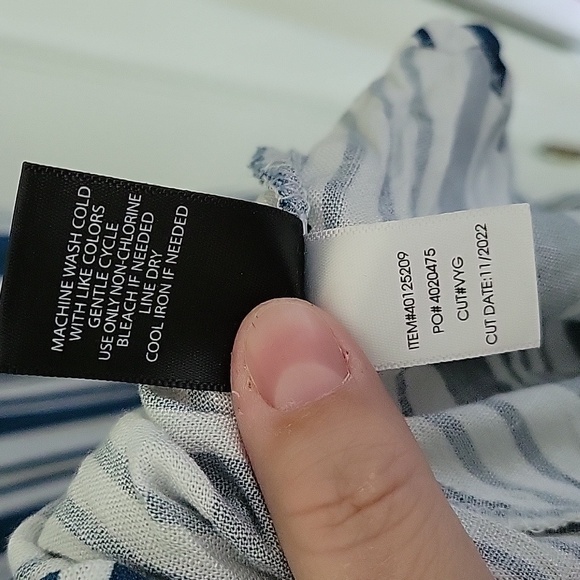 MACHINE WASH COLD
WITH LIKE COLORS
GENTLE CYCLE
USE ONLY NON-CHLORINE
BLEACH IF NEEDED
LINE DRY
COOL IRON IF NEEDED
ITEM#40125209
PO# 4020475
CUT#VYG
CUT DATE:11/2022